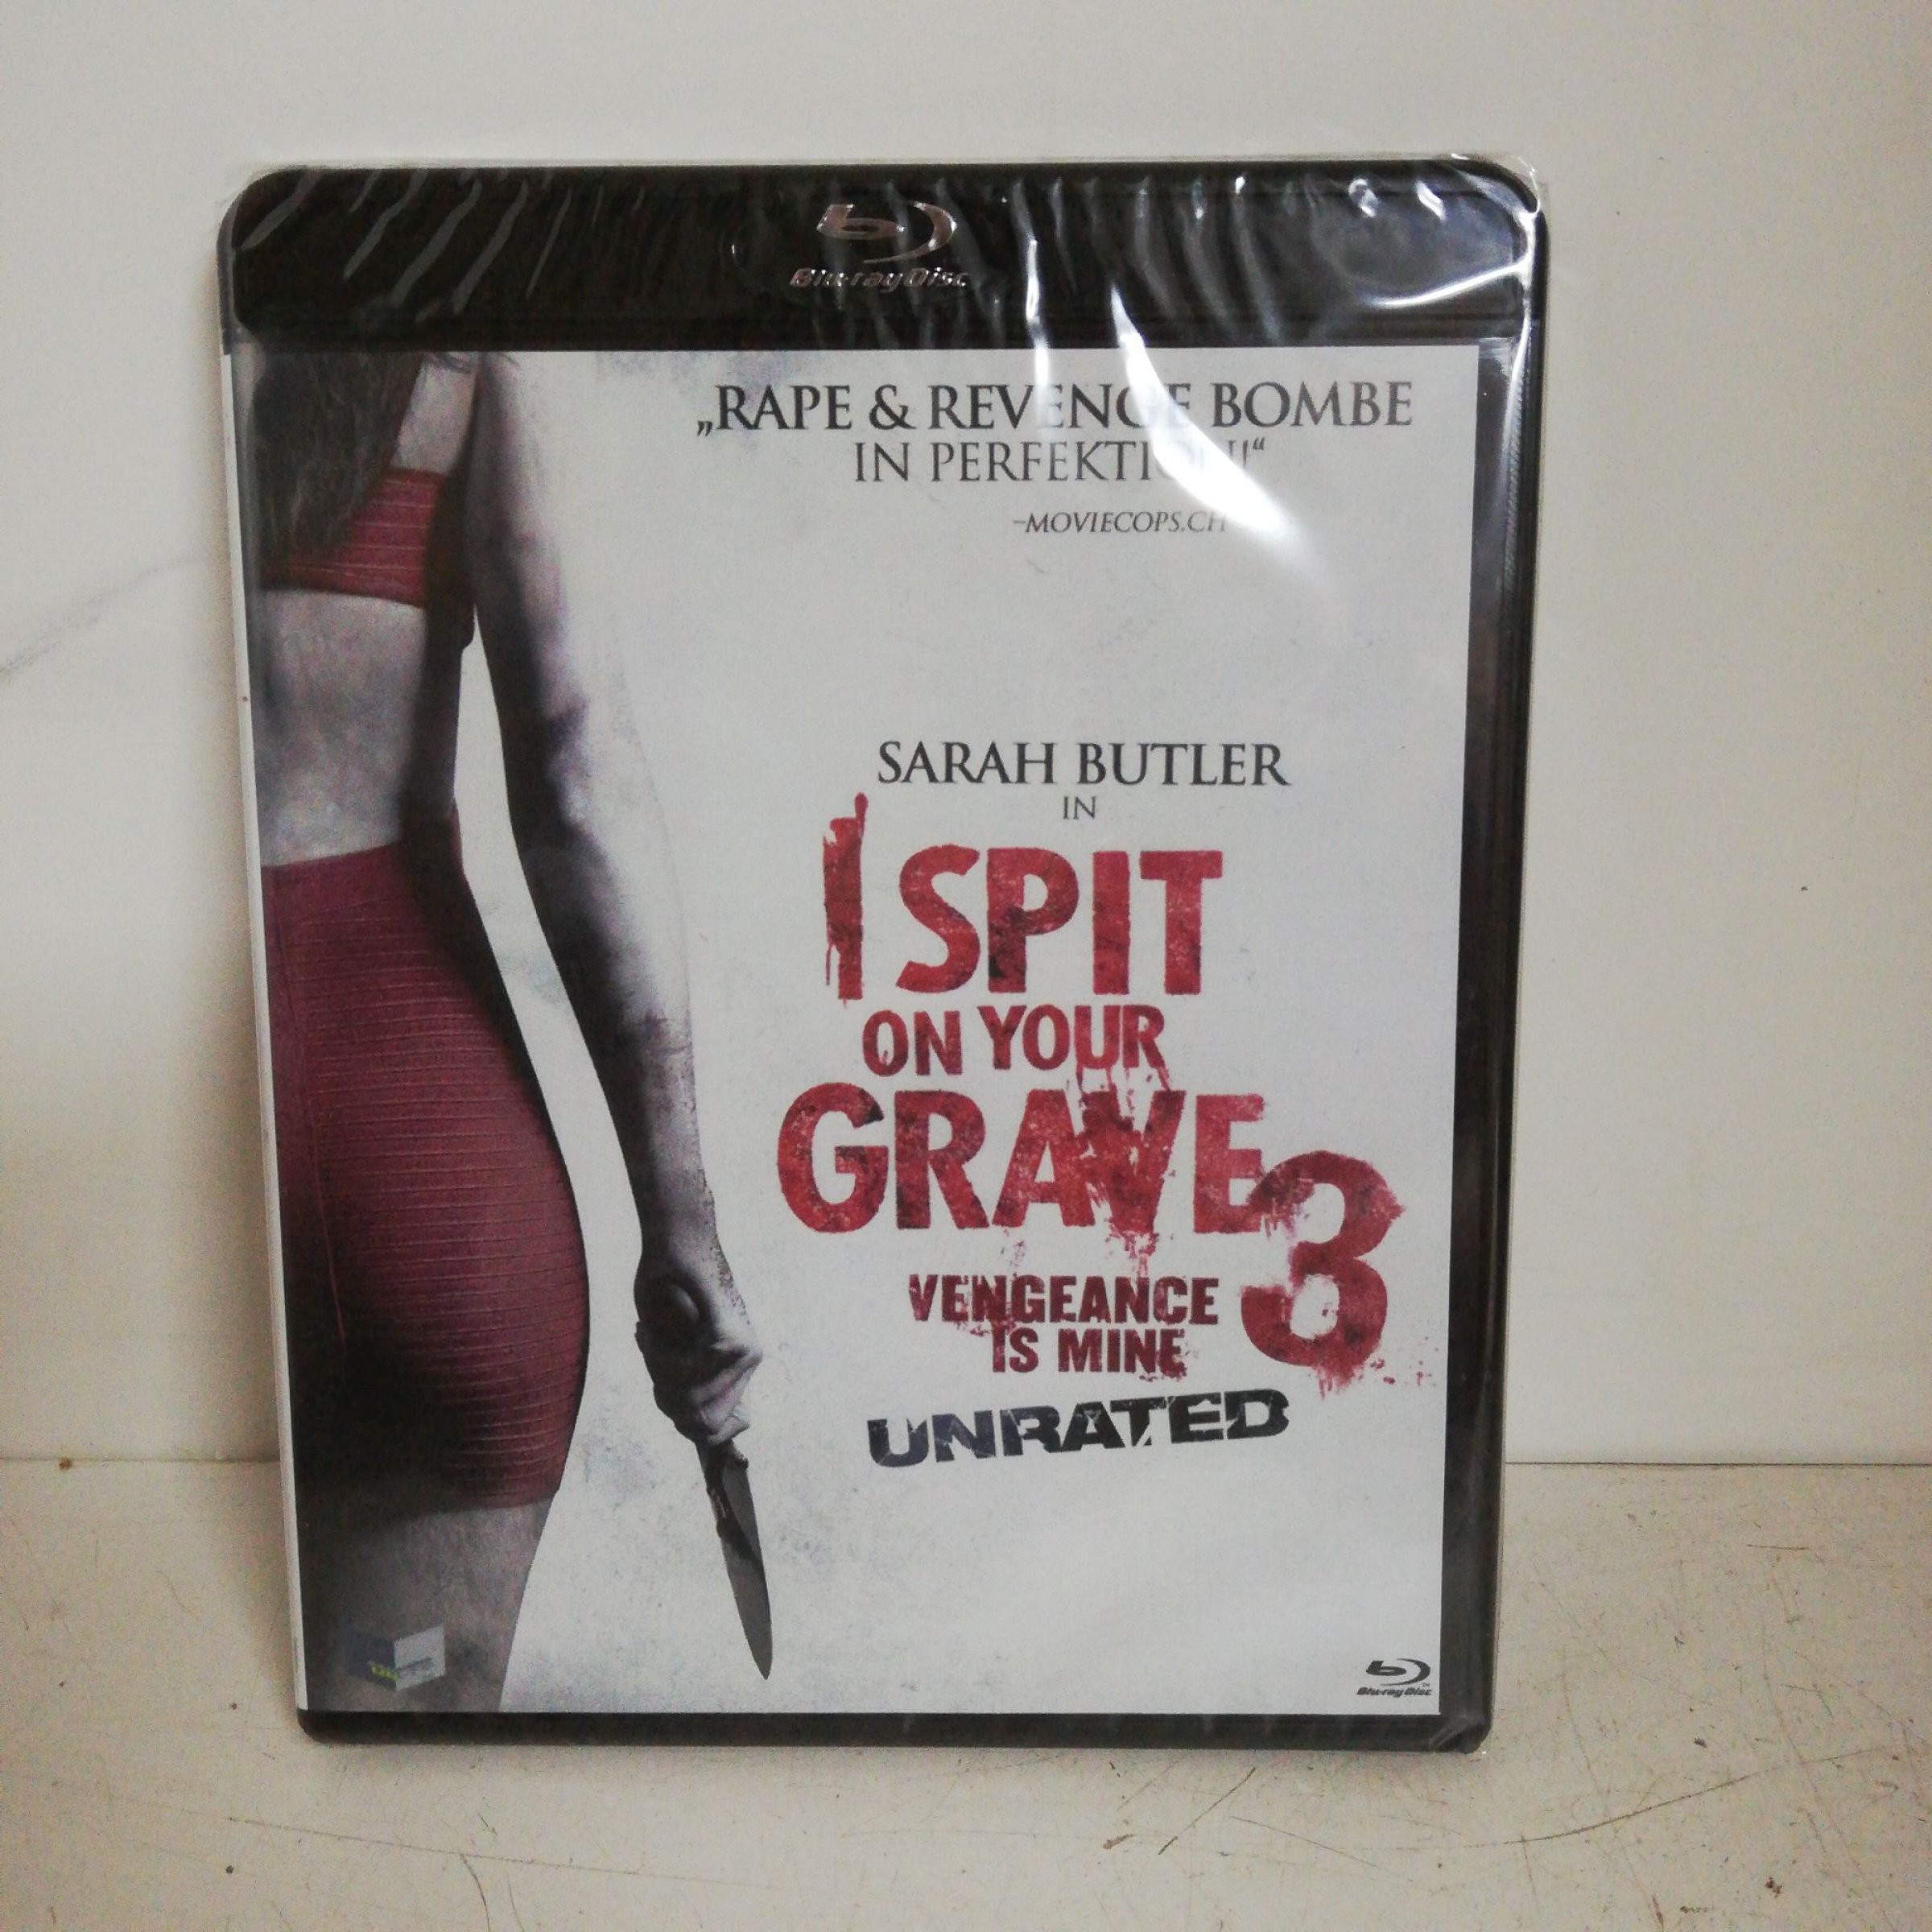 Blu-ray Disc
„RAPE & REVENGE BOMBE
IN PERFEKTION!“
-MOVIECOPS.CH
SARAH BUTLER
IN
I SPIT
ON YOUR
GRAVE 3
VENGEANCE
IS MINE
UNRATED
Blu-ray Disc